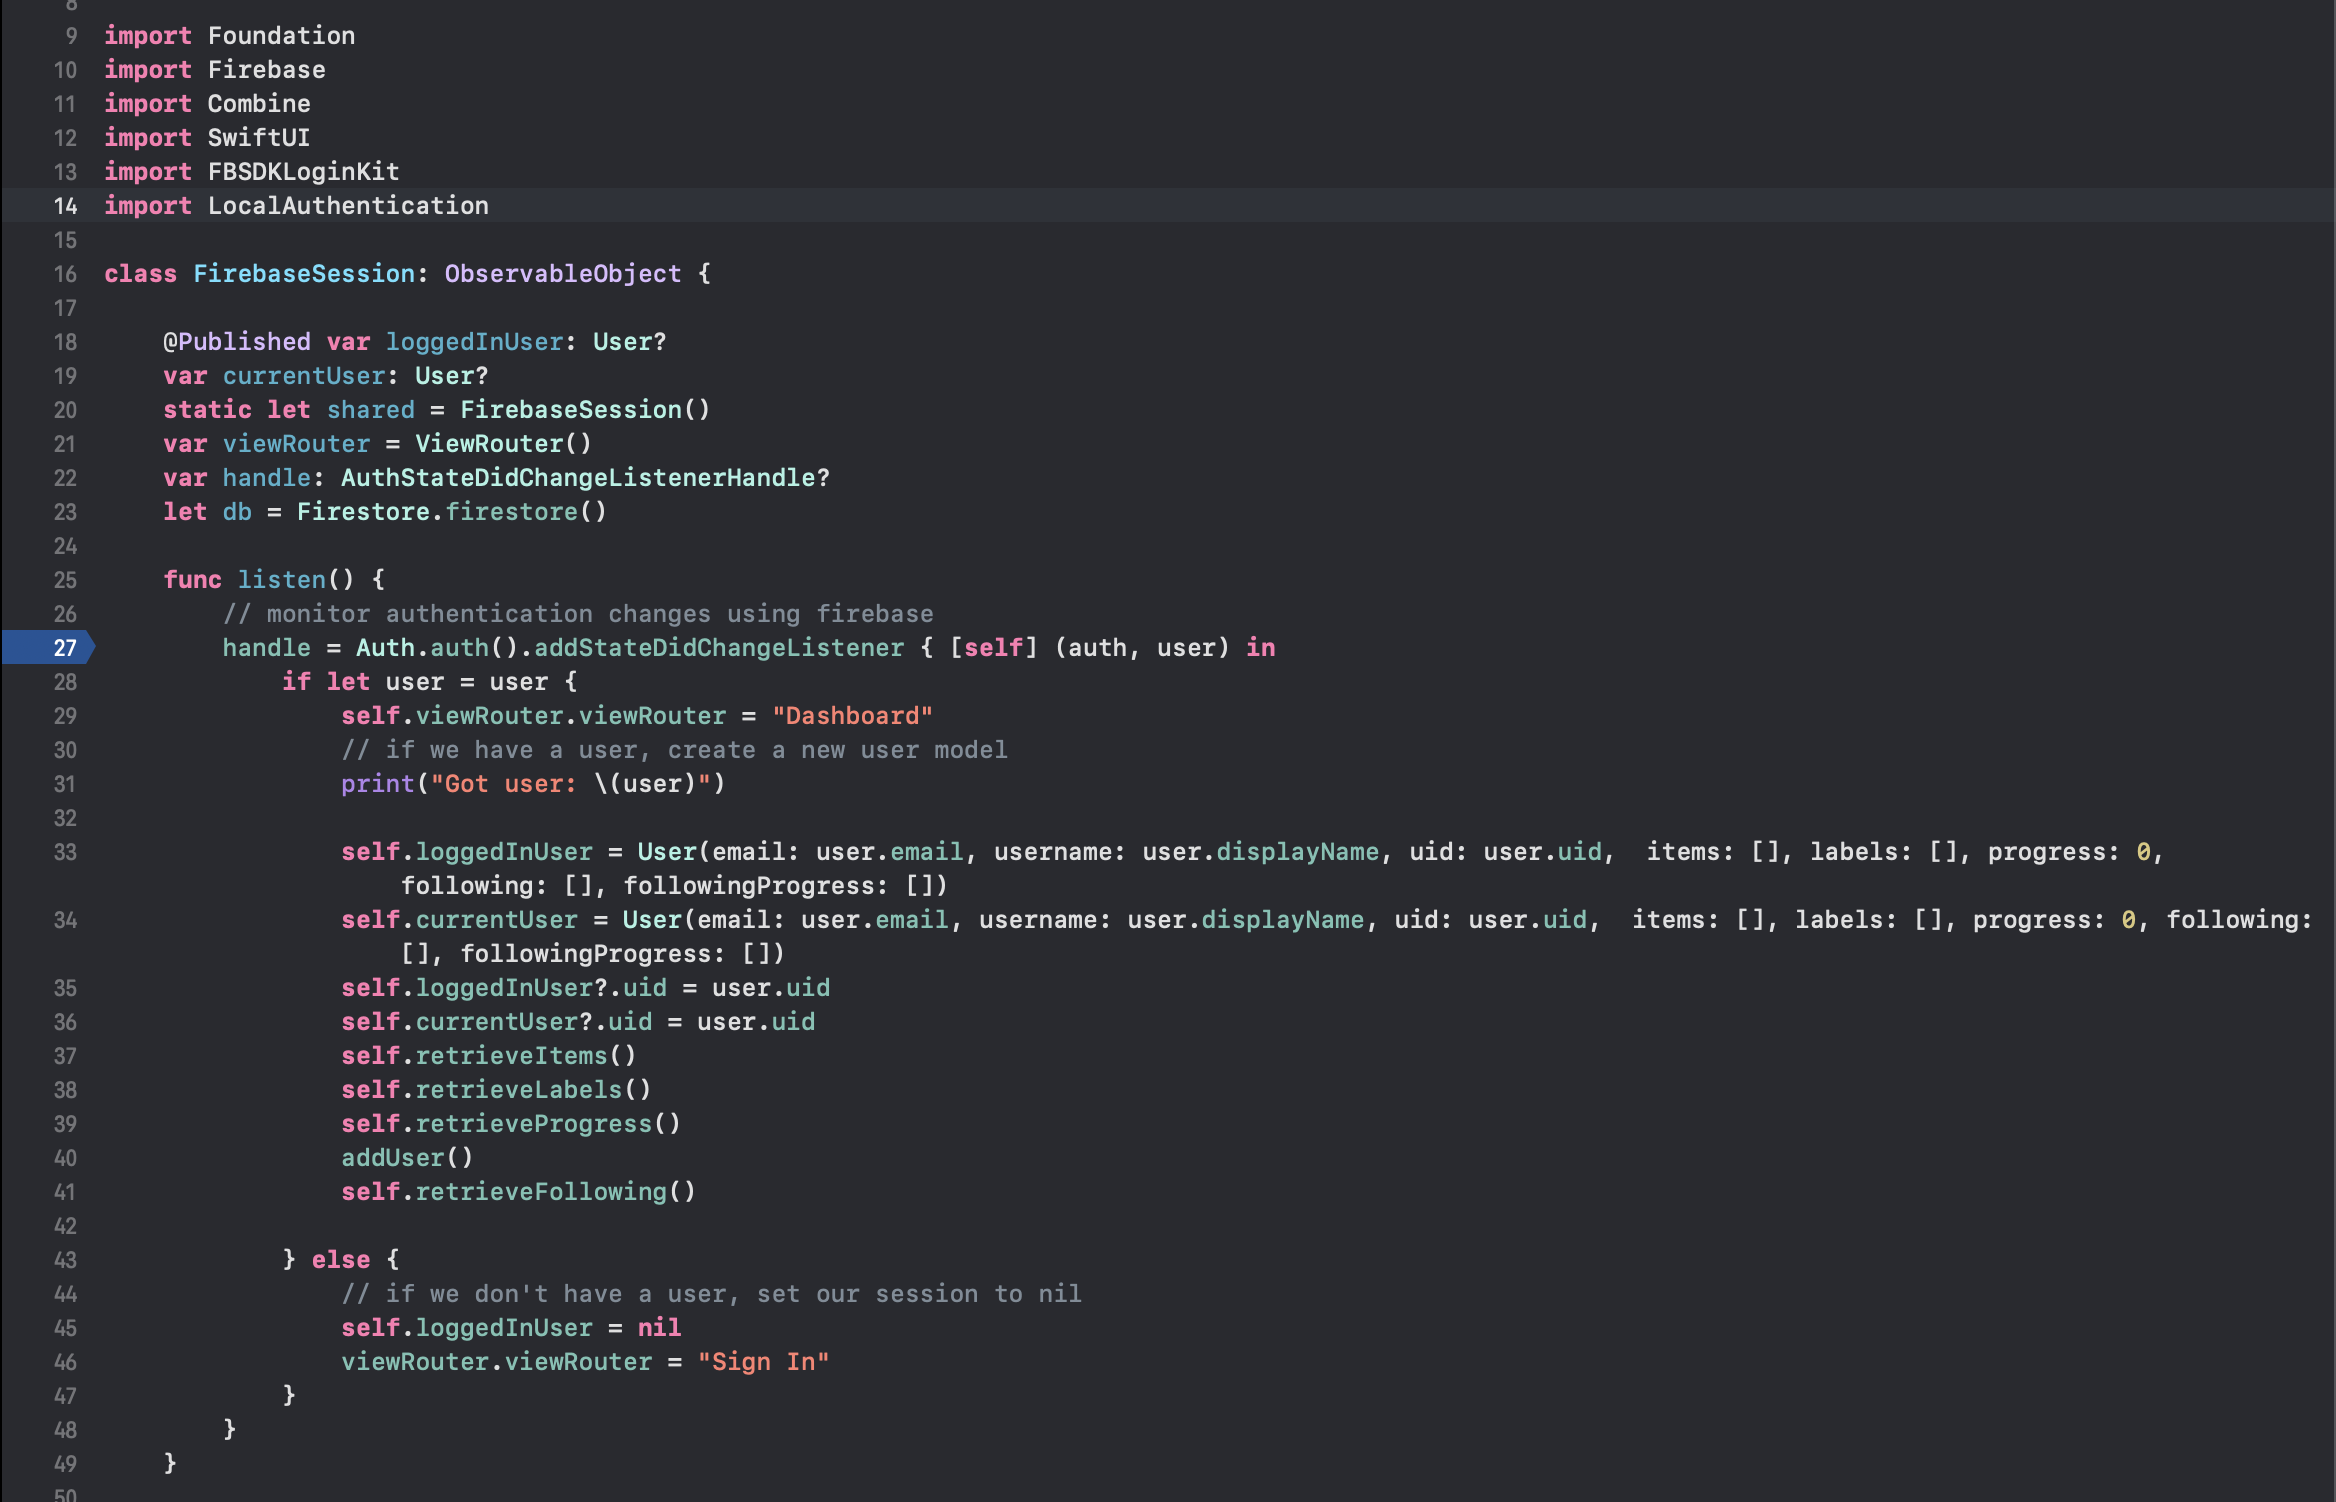 8
9 import Foundation
10 import Firebase
11 import Combine
12 import SwiftUI
13 import FBSDKLoginKit
14 import LocalAuthentication
15
16 class FirebaseSession: ObservableObject {
17
18     @Published var loggedInUser: User?
19     var currentUser: User?
20     static let shared = FirebaseSession()
21     var viewRouter = ViewRouter()
22     var handle: AuthStateDidChangeListenerHandle?
23     let db = Firestore.firestore()
24
25     func listen() {
26         // monitor authentication changes using firebase
27         handle = Auth.auth().addStateDidChangeListener { [self] (auth, user) in
28             if let user = user {
29                 self.viewRouter.viewRouter = "Dashboard"
30                 // if we have a user, create a new user model
31                 print("Got user: \(user)")
32
33                 self.loggedInUser = User(email: user.email, username: user.displayName, uid: user.uid,  items: [], labels: [], progress: 0,
                    following: [], followingProgress: [])
34                 self.currentUser = User(email: user.email, username: user.displayName, uid: user.uid,  items: [], labels: [], progress: 0, following:
                    [], followingProgress: [])
35                 self.loggedInUser?.uid = user.uid
36                 self.currentUser?.uid = user.uid
37                 self.retrieveItems()
38                 self.retrieveLabels()
39                 self.retrieveProgress()
40                 addUser()
41                 self.retrieveFollowing()
42
43             } else {
44                 // if we don't have a user, set our session to nil
45                 self.loggedInUser = nil
46                 viewRouter.viewRouter = "Sign In"
47             }
48         }
49     }
50